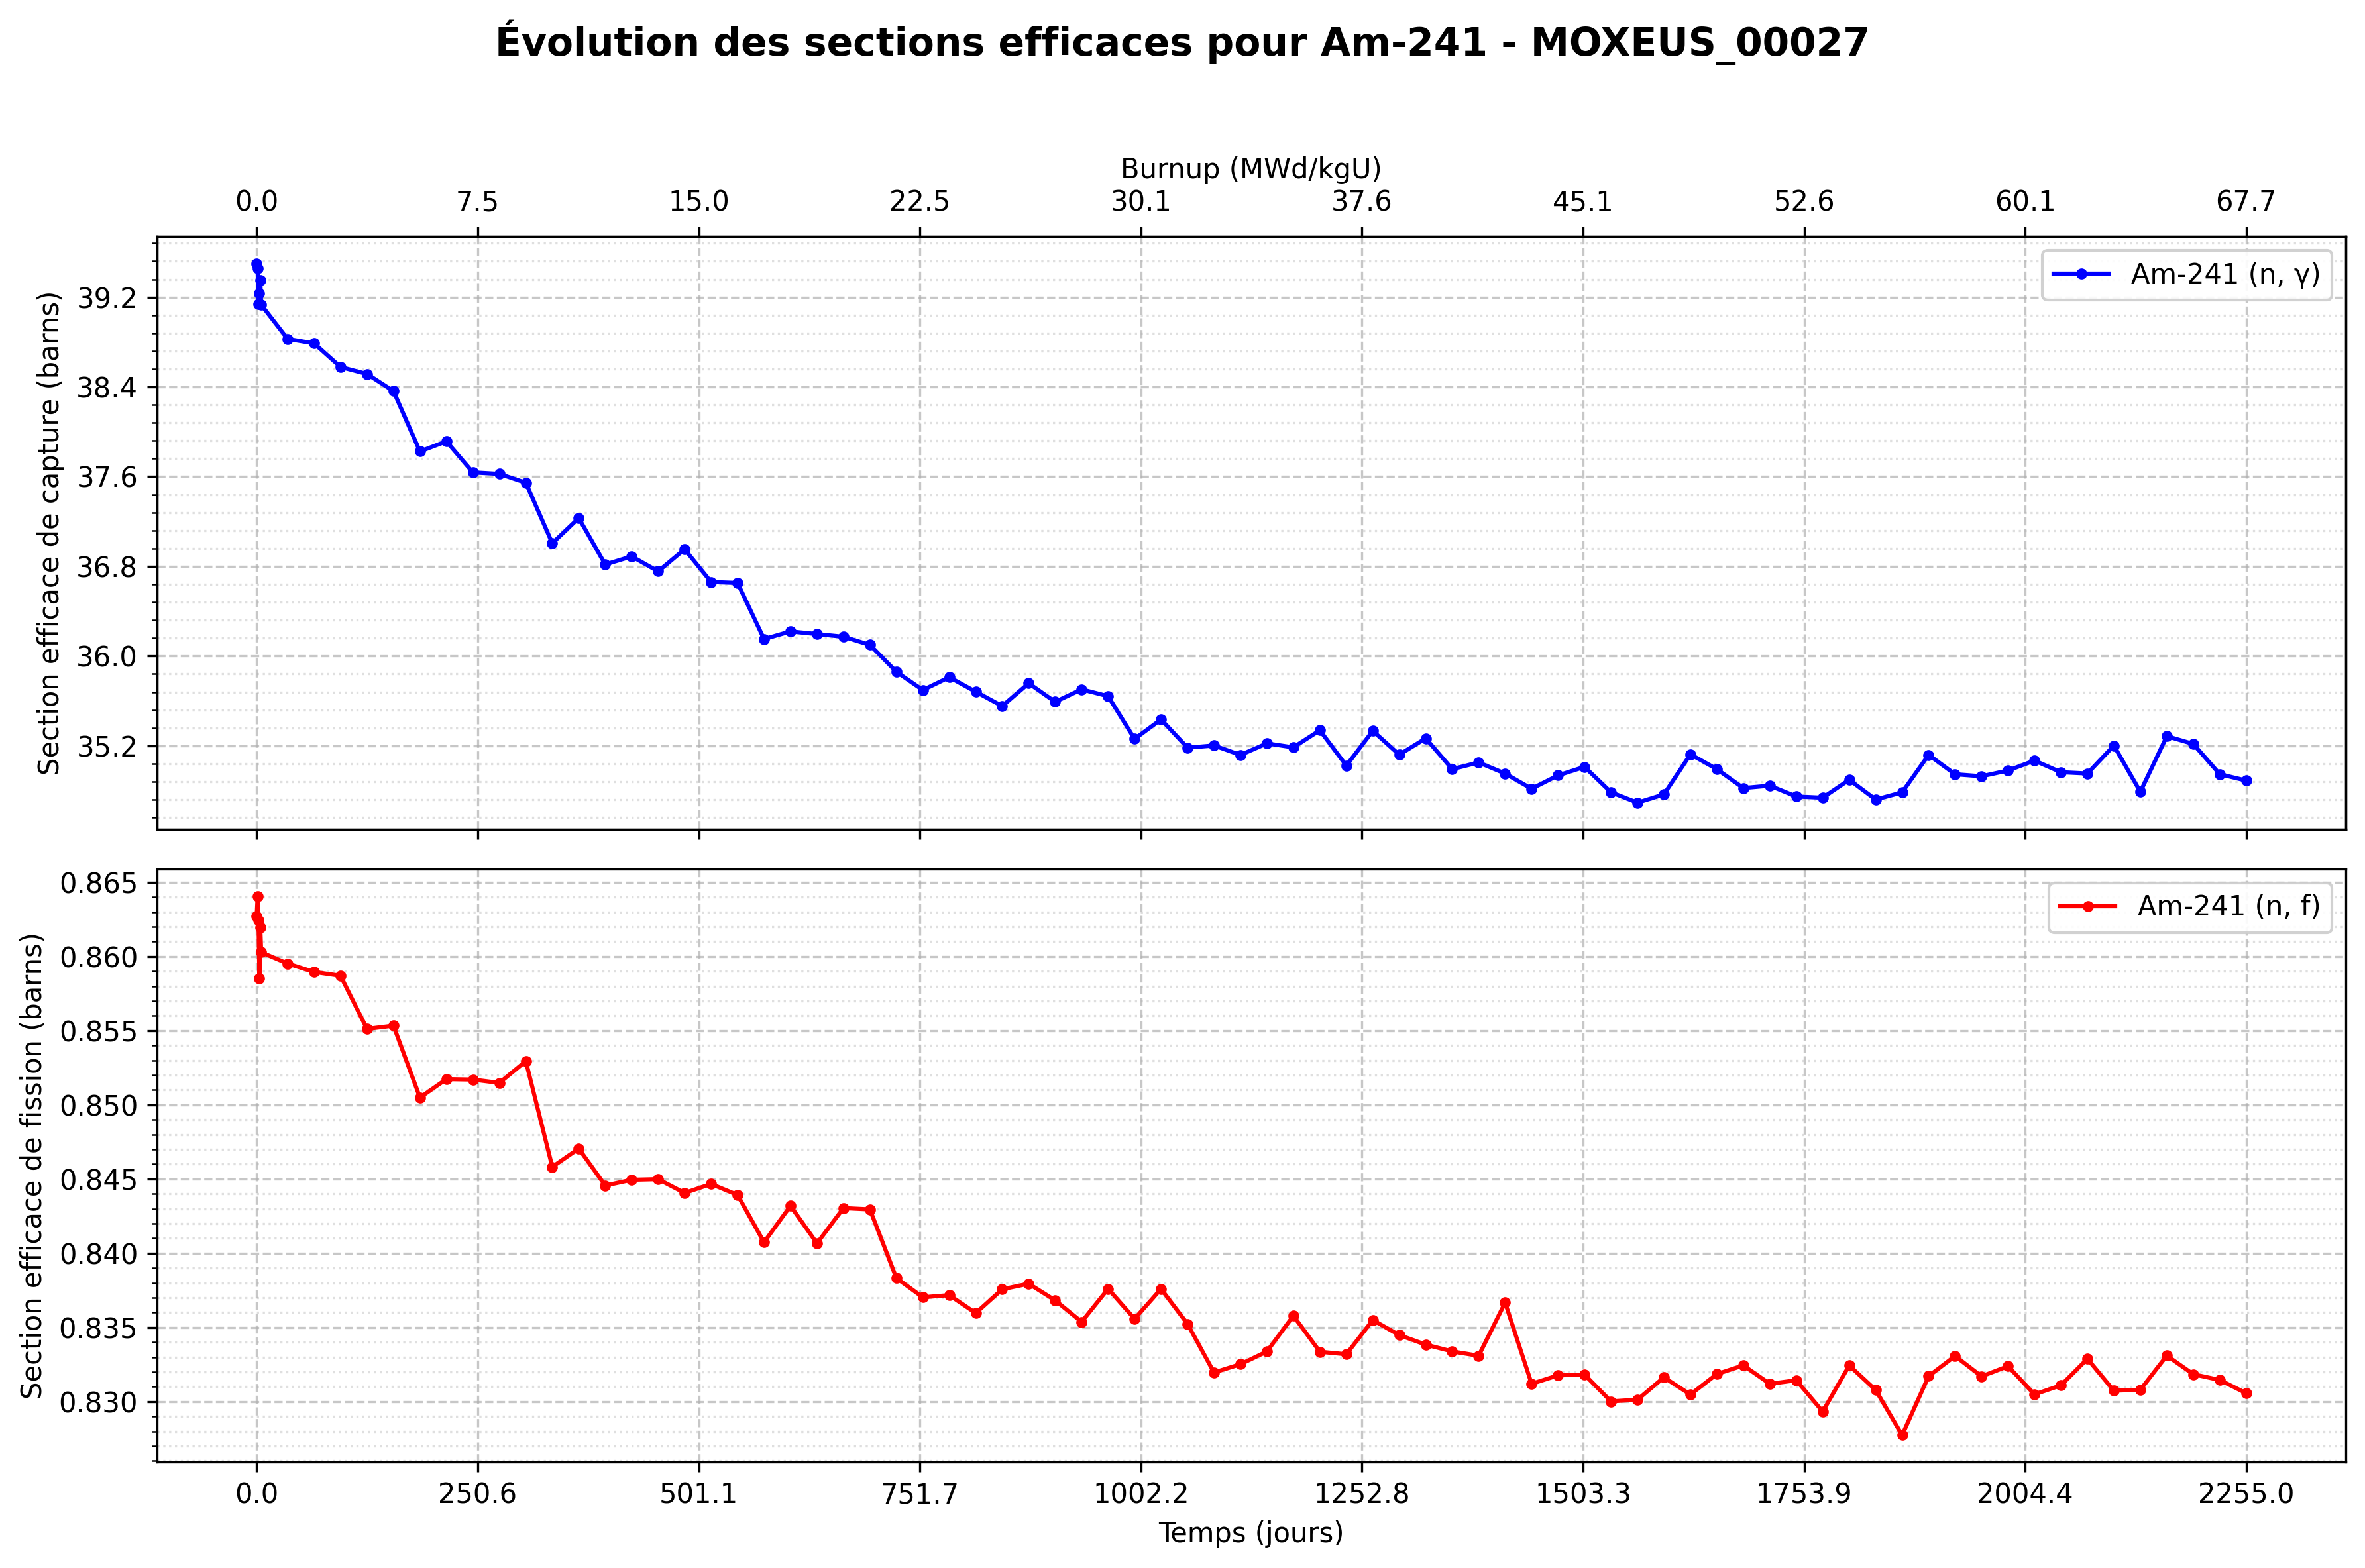 Évolution des sections efficaces pour Am-241 - MOXEUS_00027
Burnup (MWd/kgU)
0.0 7.5 15.0 22.5 30.1 37.6 45.1 52.6 60.1 67.7
Section efficace de capture (barns)
39.2
38.4
37.6
36.8
36.0
35.2
Am-241 (n, γ)
Section efficace de fission (barns)
0.865
0.860
0.855
0.850
0.845
0.840
0.835
0.830
Am-241 (n, f)
0.0 250.6 501.1 751.7 1002.2 1252.8 1503.3 1753.9 2004.4 2255.0
Temps (jours)